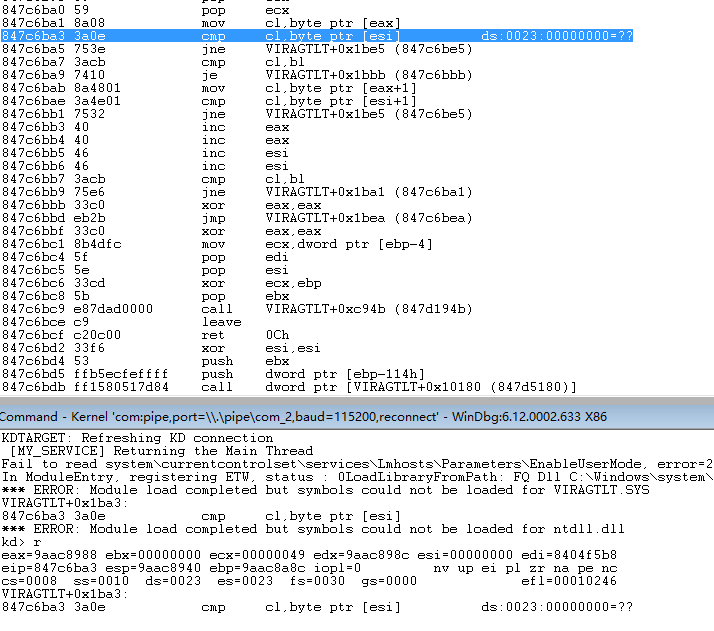 847c6ba0 59 pop ecx
847c6ba1 8a08 mov cl,byte ptr [eax]
847c6ba3 3a0e cmp cl,byte ptr [esi] ds:0023:00000000=??
847c6ba5 753e jne VIRAGTLT+0x1be5 (847c6be5)
847c6ba7 3acb cmp cl,bl
847c6ba9 7410 je VIRAGTLT+0x1bbb (847c6bbb)
847c6bab 8a4801 mov cl,byte ptr [eax+1]
847c6bae 3a4e01 cmp cl,byte ptr [esi+1]
847c6bb1 7532 jne VIRAGTLT+0x1be5 (847c6be5)
847c6bb3 40 inc eax
847c6bb4 40 inc eax
847c6bb5 46 inc esi
847c6bb6 46 inc esi
847c6bb7 3acb cmp cl,bl
847c6bb9 75e6 jne VIRAGTLT+0x1ba1 (847c6ba1)
847c6bbb 33c0 xor eax,eax
847c6bbd eb2b jmp VIRAGTLT+0x1bea (847c6bea)
847c6bbf 33c0 xor eax,eax
847c6bc1 8b4dfc mov ecx,dword ptr [ebp-4]
847c6bc4 5f pop edi
847c6bc5 5e pop esi
847c6bc6 33cd xor ecx,ebp
847c6bc8 5b pop ebx
847c6bc9 e87dad0000 call VIRAGTLT+0xc94b (847d194b)
847c6bce c9 leave
847c6bcf c20c00 ret 0Ch
847c6bd2 33f6 xor esi,esi
847c6bd4 53 push ebx
847c6bd5 ffb5ecfeffff push dword ptr [ebp-114h]
847c6bdb ff1580517d84 call dword ptr [VIRAGTLT+0x10180 (847d5180)]
Command - Kernel 'com:pipe,port=\\.\pipe\com_2,baud=115200,reconnect' - WinDbg:6.12.0002.633 X86
KDTARGET: Refreshing KD connection
[MY_SERVICE] Returning the Main Thread
Fail to read system\currentcontrolset\services\Lmhosts\Parameters\EnableUserMode, error=2
In ModuleEntry, registering ETW, status : 0LoadLibraryFromPath: FQ Dll C:\Windows\system\
*** ERROR: Module load completed but symbols could not be loaded for VIRAGTLT.SYS
VIRAGTLT+0x1ba3:
847c6ba3 3a0e cmp cl,byte ptr [esi]
*** ERROR: Module load completed but symbols could not be loaded for ntdll.dll
kd> r
eax=9aac8988 ebx=00000000 ecx=00000049 edx=9aac898c esi=00000000 edi=8404f5b8
eip=847c6ba3 esp=9aac8940 ebp=9aac8a8c iopl=0 nv up ei pl zr na pe nc
cs=0008 ss=0010 ds=0023 es=0023 fs=0030 gs=0000 efl=00010246
VIRAGTLT+0x1ba3:
847c6ba3 3a0e cmp cl,byte ptr [esi] ds:0023:00000000=??